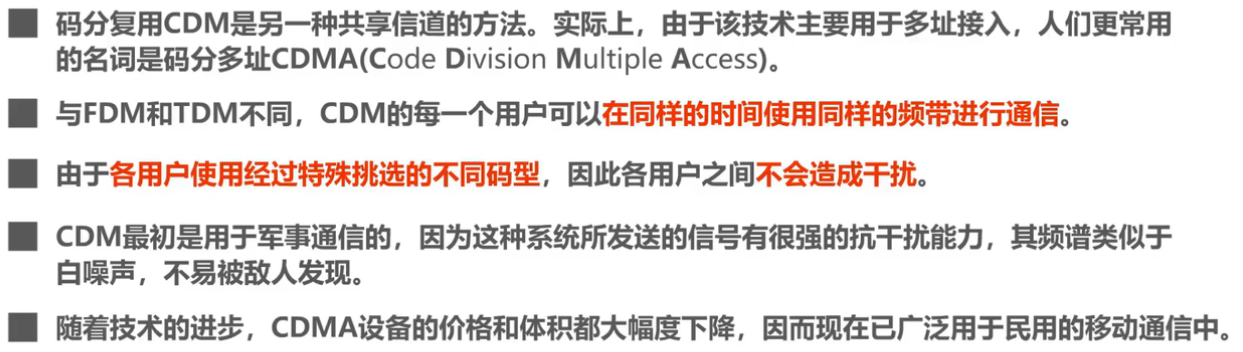 码分复用CDM是另一种共享信道的方法。实际上，由于该技术主要用于多址接入，人们更常用
的名词是码分多址CDMA(Code Division Multiple Access)。
与FDM和TDM不同，CDM的每一个用户可以在同样的时间使用同样的频带进行通信。
由于各用户使用经过特殊挑选的不同码型，因此各用户之间不会造成干扰。
CDM最初是用于军事通信的，因为这种系统所发送的信号有很强的抗干扰能力，其频谱类似于
白噪声，不易被敌人发现。
随着技术的进步，CDMA设备的价格和体积都大幅度下降，因而现在已广泛用于民用的移动通信中。